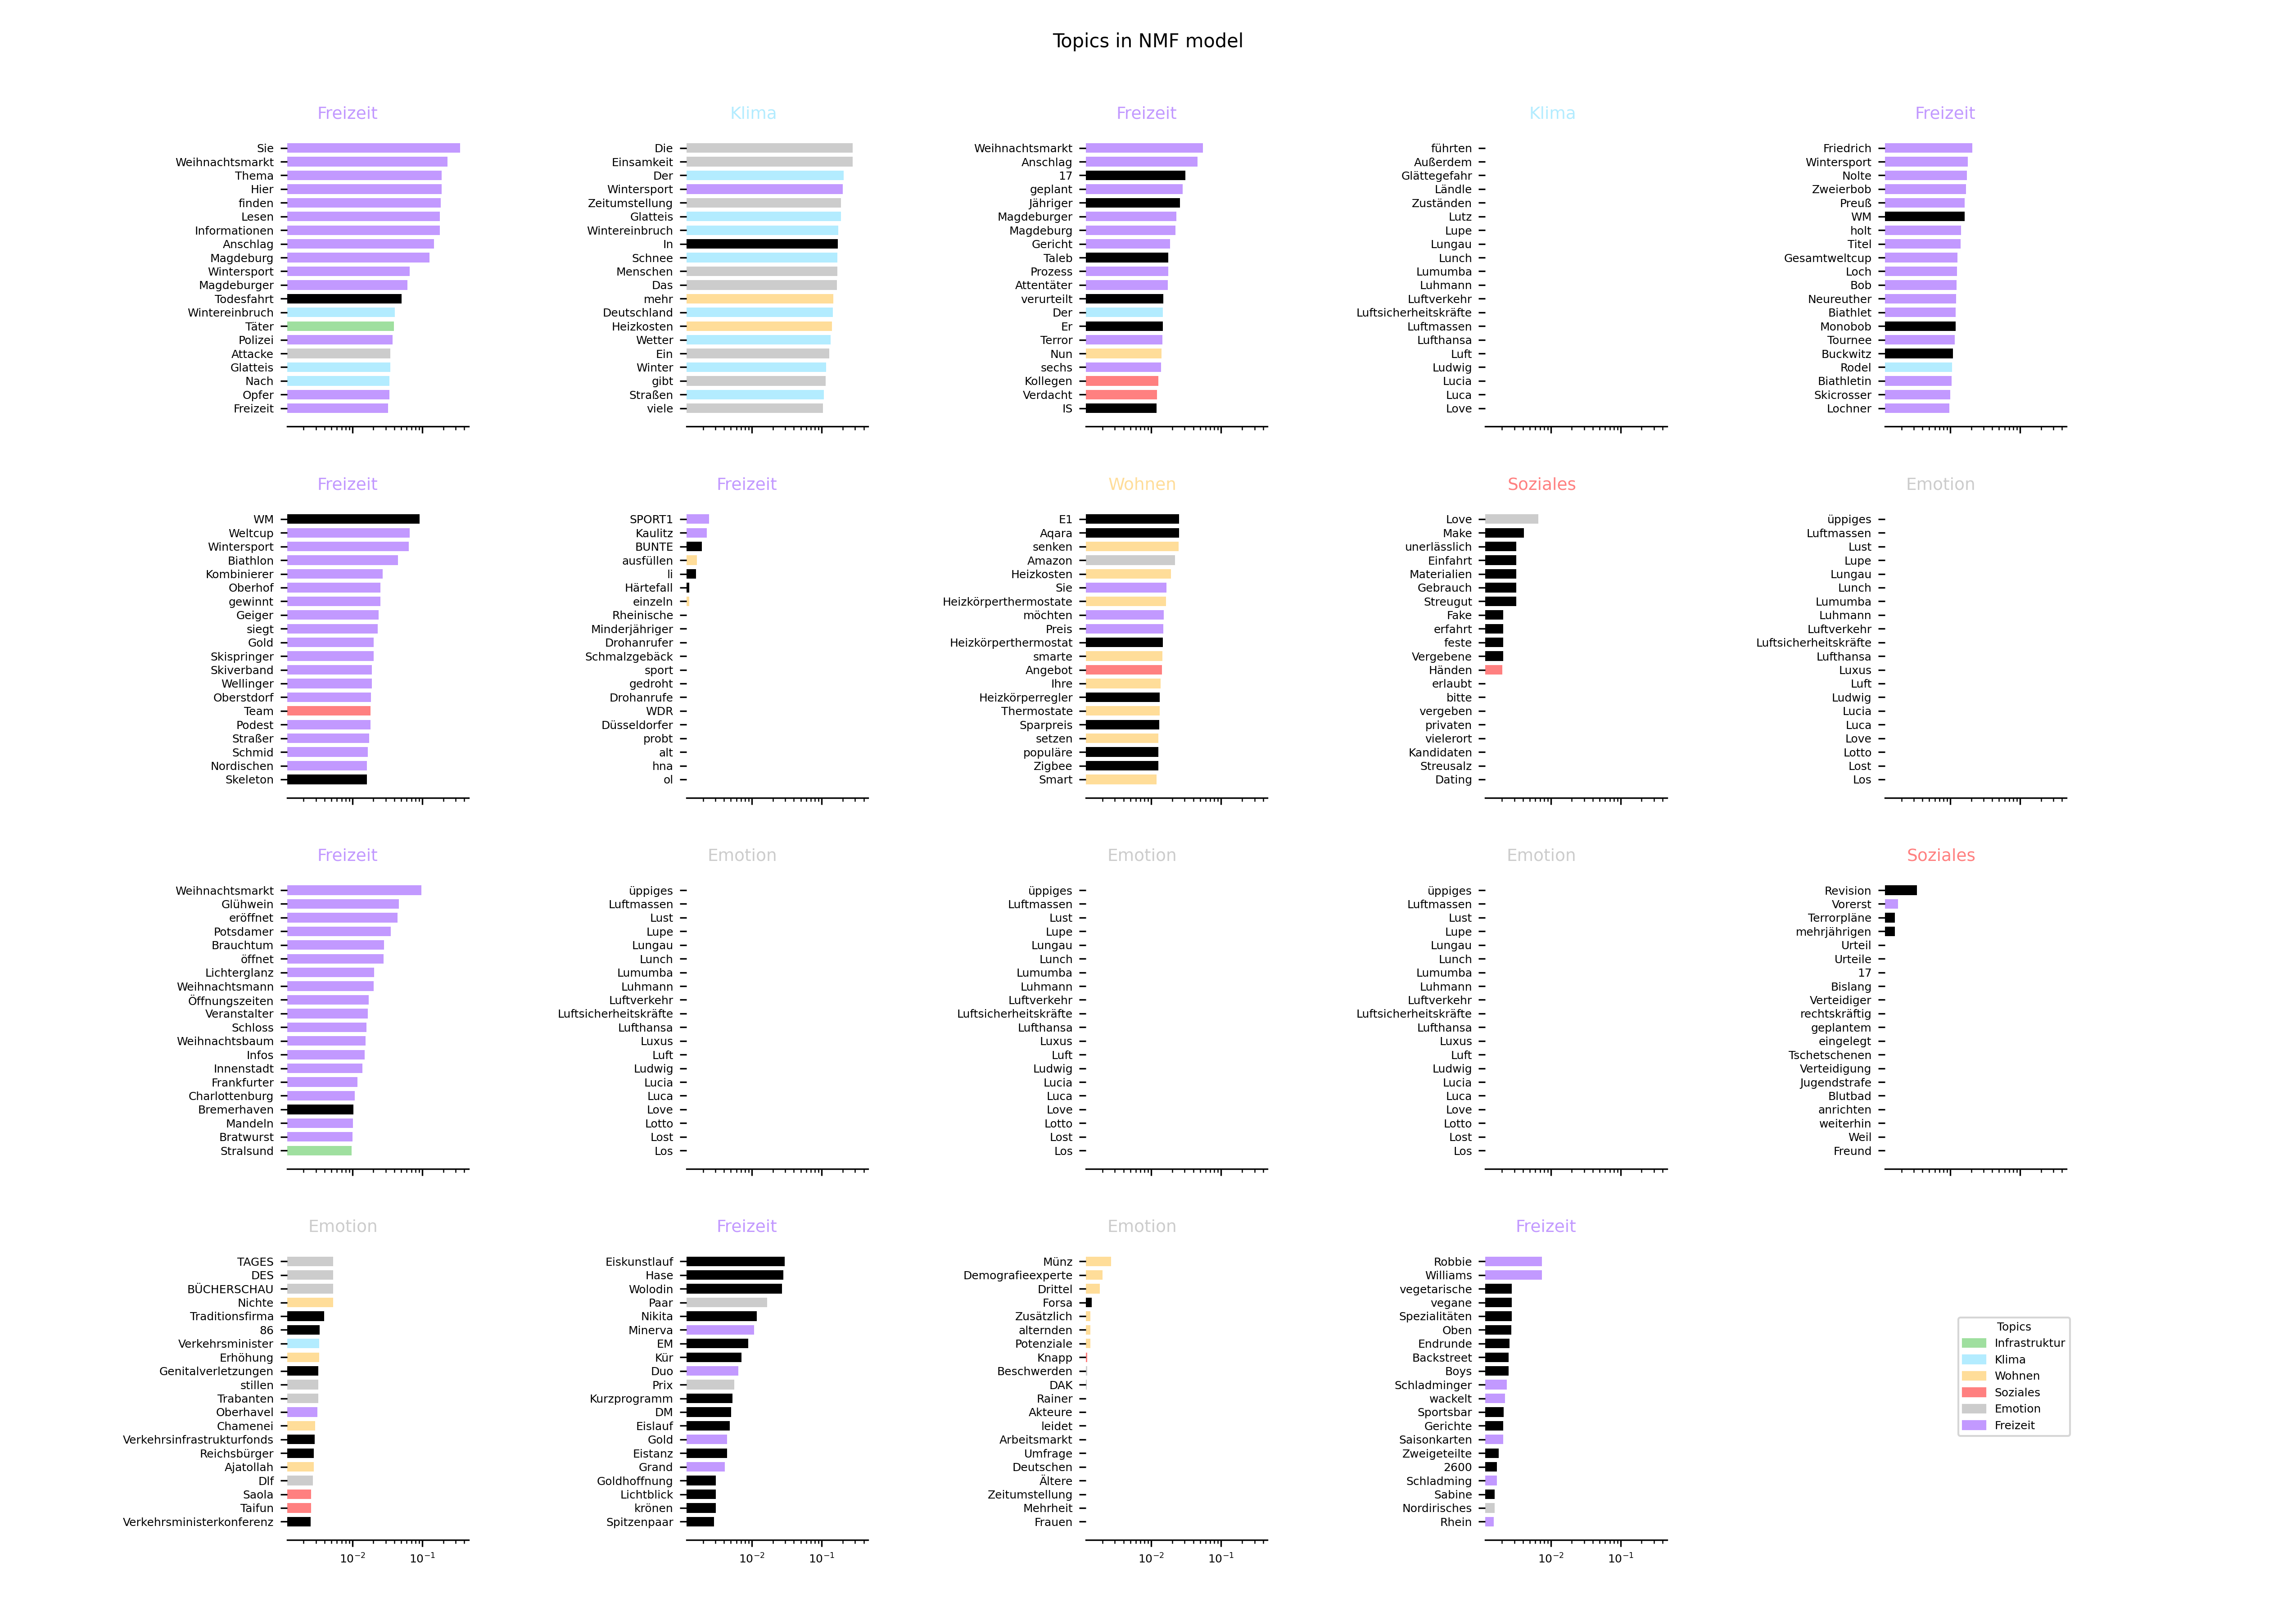 Topics in NMF model
Freizeit
Sie
Weihnachtsmarkt
Thema
Hier
finden
Lesen
Informationen
Anschlag
Magdeburg
Wintersport
Magdeburger
Todesfahrt
Wintereinbruch
Täter
Polizei
Attacke
Glatteis
Nach
Opfer
Freizeit
Klima
Die
Einsamkeit
Der
Wintersport
Zeitumstellung
Glatteis
Wintereinbruch
In
Schnee
Menschen
Das
mehr
Deutschland
Heizkosten
Wetter
Ein
Winter
gibt
Straßen
viele
Freizeit
Weihnachtsmarkt
Anschlag
17
geplant
Jähriger
Magdeburger
Magdeburg
Gericht
Taleb
Prozess
Attentäter
verurteilt
Der
Er
Terror
Nun
sechs
Kollegen
Verdacht
IS
Klima
führten
Außerdem
Glättegefahr
Ländle
Zuständen
Lutz
Lupe
Lungau
Lunch
Lumumba
Luhmann
Luftverkehr
Luftsicherheitskräfte
Luftmassen
Lufthansa
Luft
Ludwig
Lucia
Luca
Love
Freizeit
Friedrich
Wintersport
Nolte
Zweierbob
Preuß
WM
holt
Titel
Gesamtweltcup
Loch
Bob
Neureuther
Biathlet
Monobob
Tournee
Buckwitz
Rodel
Biathletin
Skicrosser
Lochner
Freizeit
WM
Weltcup
Wintersport
Biathlon
Kombinierer
Oberhof
gewinnt
Geiger
siegt
Gold
Skispringer
Skiverband
Wellinger
Oberstdorf
Team
Podest
Straßer
Schmid
Nordischen
Skeleton
Freizeit
SPORT1
Kaulitz
BUNTE
ausfüllen
li
Härtefall
einzeln
Rheinische
Minderjähriger
Drohanrufer
Schmalzgebäck
sport
gedroht
Drohanrufe
WDR
Düsseldorfer
probt
alt
hna
ol
Wohnen
E1
Aqara
senken
Amazon
Heizkosten
Sie
Heizkörperthermostate
möchten
Preis
Heizkörperthermostat
smarte
Angebot
Ihre
Heizkörperregler
Thermostate
Sparpreis
setzen
populäre
Zigbee
Smart
Soziales
Love
Make
unerlässlich
Einfahrt
Materialien
Gebrauch
Streugut
Fake
erfahrt
feste
Vergebene
Händen
erlaubt
bitte
vergeben
privaten
vielerort
Kandidaten
Streusalz
Dating
Emotion
üppiges
Luftmassen
Lust
Lupe
Lungau
Lunch
Lumumba
Luhmann
Luftverkehr
Luftsicherheitskräfte
Lufthansa
Luxus
Luft
Ludwig
Lucia
Luca
Love
Lotto
Lost
Los
Freizeit
Weihnachtsmarkt
Glühwein
eröffnet
Potsdamer
Brauchtum
öffnet
Lichterglanz
Weihnachtsmann
Öffnungszeiten
Veranstalter
Schloss
Weihnachtsbaum
Infos
Innenstadt
Frankfurter
Charlottenburg
Bremerhaven
Mandeln
Bratwurst
Stralsund
Emotion
üppiges
Luftmassen
Lust
Lupe
Lungau
Lunch
Lumumba
Luhmann
Luftverkehr
Luftsicherheitskräfte
Lufthansa
Luxus
Luft
Ludwig
Lucia
Luca
Love
Lotto
Lost
Los
Emotion
üppiges
Luftmassen
Lust
Lupe
Lungau
Lunch
Lumumba
Luhmann
Luftverkehr
Luftsicherheitskräfte
Lufthansa
Luxus
Luft
Ludwig
Lucia
Luca
Love
Lotto
Lost
Los
Emotion
üppiges
Luftmassen
Lust
Lupe
Lungau
Lunch
Lumumba
Luhmann
Luftverkehr
Luftsicherheitskräfte
Lufthansa
Luxus
Luft
Ludwig
Lucia
Luca
Love
Lotto
Lost
Los
Soziales
Revision
Vorerst
Terrorpläne
mehrjährigen
Urteil
Urteile
17
Bislang
Verteidiger
rechtskräftig
geplantem
eingelegt
Tschetschenen
Verteidigung
Jugendstrafe
Blutbad
anrichten
weiterhin
Weil
Freund
Emotion
TAGES
DES
BÜCHERSCHAU
Nichte
Traditionsfirma
86
Verkehrsminister
Erhöhung
Genitalverletzungen
stillen
Trabanten
Oberhavel
Chamenei
Verkehrsinfrastrukturfonds
Reichsbürger
Ajatollah
Dlf
Saola
Taifun
Verkehrsministerkonferenz
10⁻² 10⁻¹
Freizeit
Eiskunstlauf
Hase
Wolodin
Paar
Nikita
Minerva
EM
Kür
Duo
Prix
Kurzprogramm
DM
Eislauf
Gold
Eistanz
Grand
Goldhoffnung
Lichtblick
krönen
Spitzenpaar
10⁻² 10⁻¹
Emotion
Münz
Demografieexperte
Drittel
Forsa
Zusätzlich
alternden
Potenziale
Knapp
Beschwerden
DAK
Rainer
Akteure
leidet
Arbeitsmarkt
Umfrage
Deutschen
Ältere
Zeitumstellung
Mehrheit
Frauen
10⁻² 10⁻¹
Freizeit
Robbie
Williams
vegetarische
vegane
Spezialitäten
Oben
Endrunde
Backstreet
Boys
Schladminger
wackelt
Sportsbar
Gerichte
Saisonkarten
Zweigeteilte
2600
Schladming
Sabine
Nordirisches
Rhein
10⁻² 10⁻¹
Topics
Infrastruktur
Klima
Wohnen
Soziales
Emotion
Freizeit